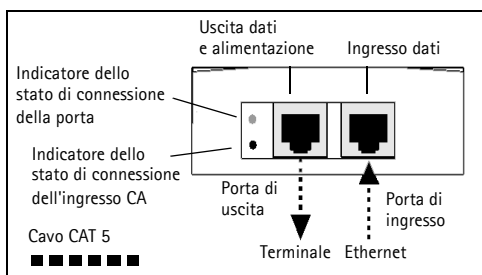 Uscita dati
e alimentazione
Ingresso dati
Indicatore dello
stato di connessione
della porta
Indicatore dello
stato di connessione
dell'ingresso CA
Porta di
uscita
Porta di
ingresso
Cavo CAT 5
Terminale
Ethernet